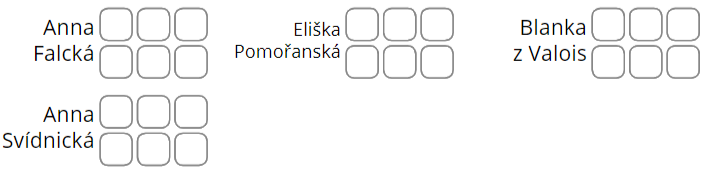 Anna
Falcká
Eliška
Pomořanská
Blanka
z Valois
Anna
Svídnická